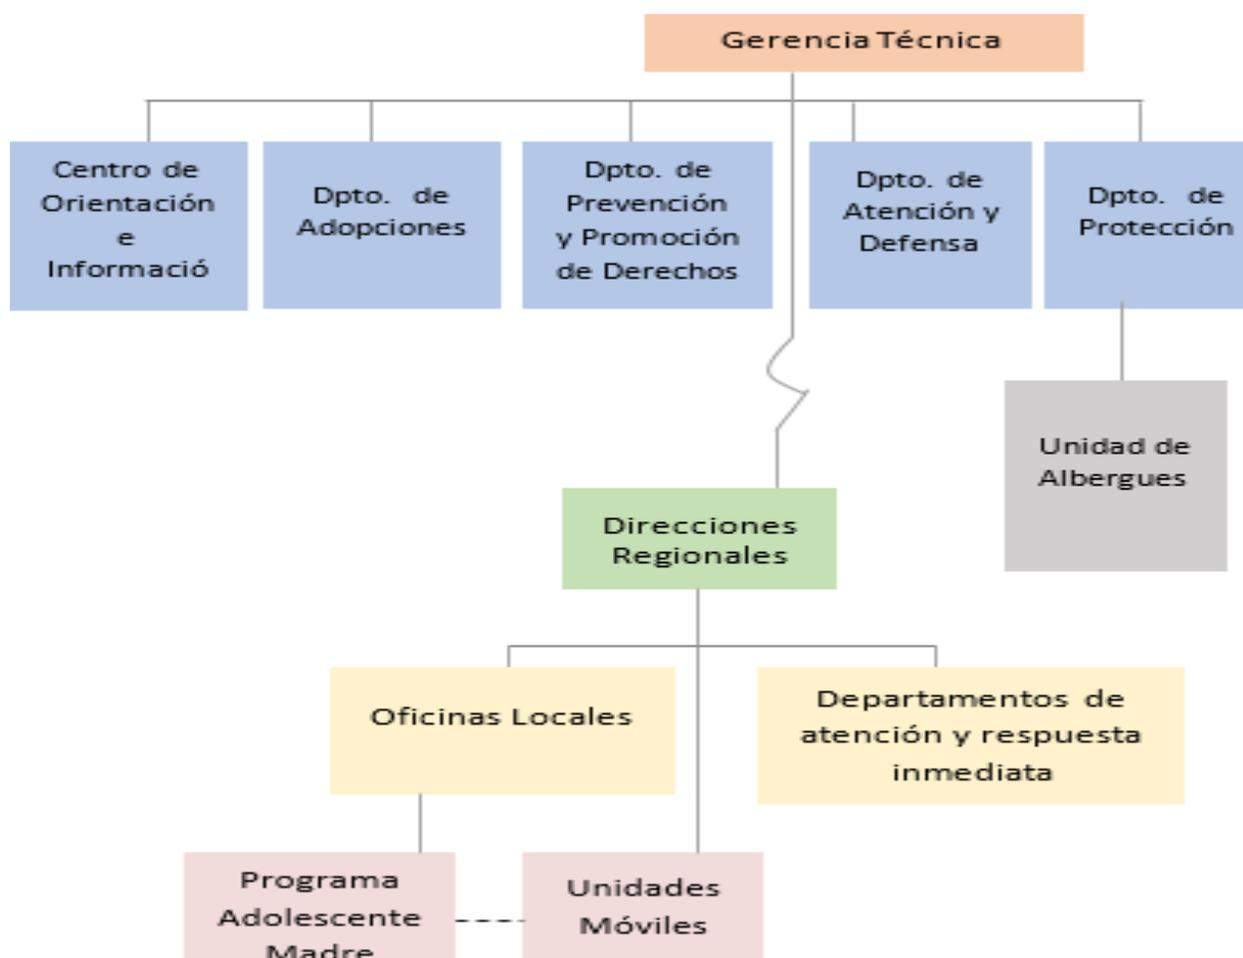 Gerencia Técnica
Centro de
Orientación
e
Informació
Dpto. de
Adopciones
Dpto. de
Prevención
y Promoción
de Derechos
Dpto. de
Atención y
Defensa
Dpto. de
Protección
Unidad de
Albergues
Direcciones
Regionales
Oficinas Locales
Departamentos de
atención y respuesta
inmediata
Programa
Adolescente
Madre
Unidades
Móviles